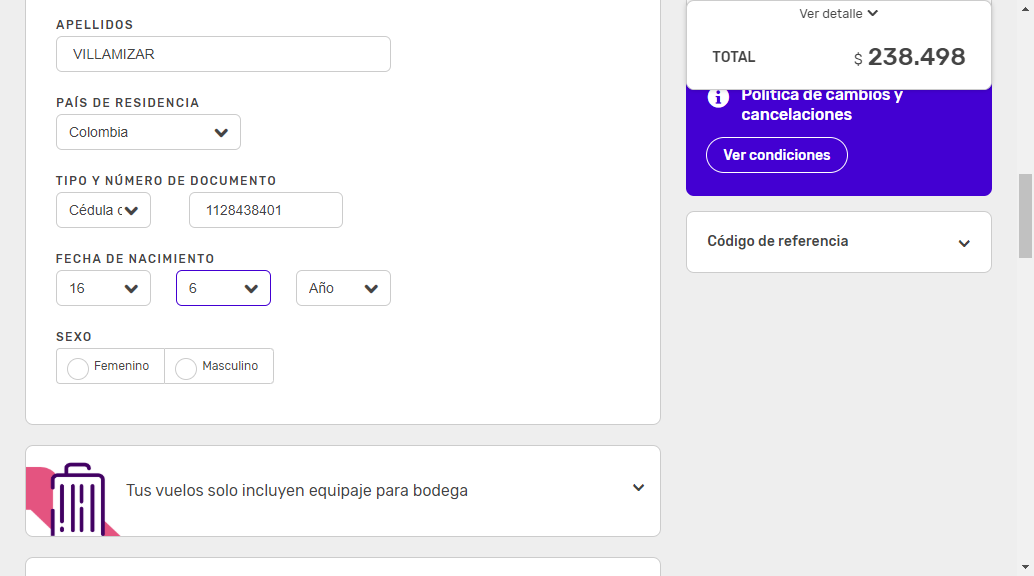 APELLIDOS
VILLAMIZAR
PAÍS DE RESIDENCIA
Colombia
TIPO Y NÚMERO DE DOCUMENTO
Cédula c
1128438401
FECHA DE NACIMIENTO
16
6
Año
SEXO
Femenino
Masculino
Tus vuelos solo incluyen equipaje para bodega
Ver detalle
TOTAL
$ 238.498
Política de cambios y
cancelaciones
Ver condiciones
Código de referencia